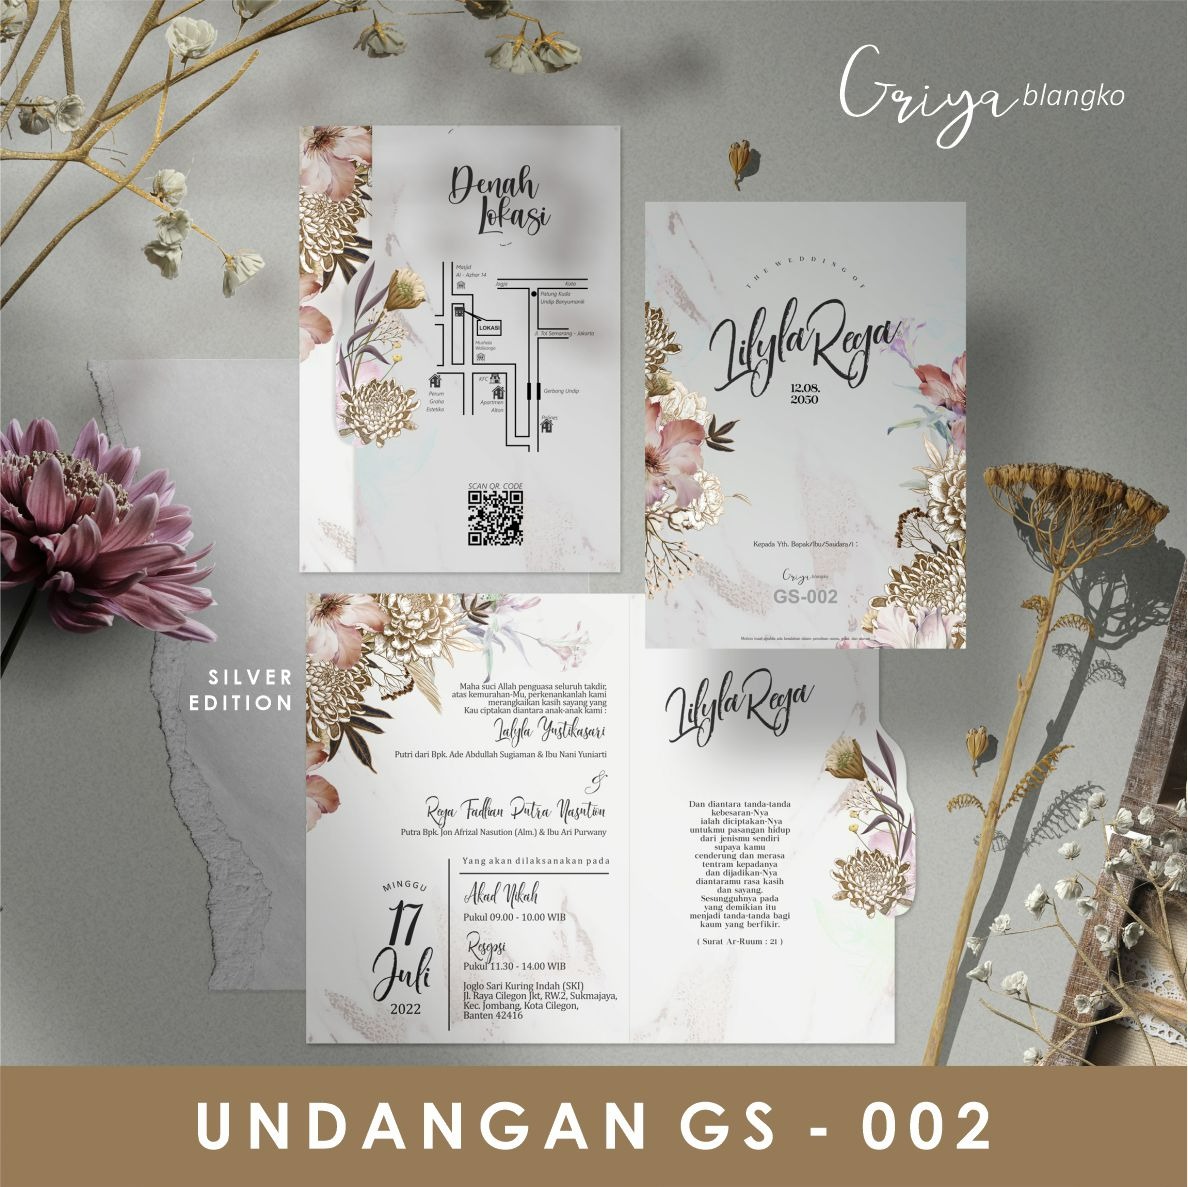 Griya blangko
Denah
Lokasi
Masjid
Al - Azhar 14
Jogja
Kota
Patung Kuda
Undip Banyumanik
LOKASI
Tol Semarang - Jakarta
Mushola
Walisongo
KFC
Perum
Graha
Estetika
Apartmen
Alton
Gerbang Undip
Polines
SCAN QR. CODE
THE WEDDING OF
Lilyla Rega
12.08.
2050
Kepada Yth. Bapak/Ibu/Saudara/i :
Griya blangko
GS-002
SILVER
EDITION
Maha suci Allah penguasa seluruh takdir,
atas kemurahan-Mu, perkenankanlah kami
merangkaikan kasih sayang yang
Kau ciptakan diantara anak-anak kami :
Lalyla Yustikasari
Putri dari Bpk. Ade Abdullah Sugiaman & Ibu Nani Yuniarti
&
Rega Fadlian Putra Nasution
Putra Bpk. Jon Afrizal Nasution (Alm.) & Ibu Ari Purwany
Yang akan dilaksanakan pada
MINGGU
17
Juli
2022
Akad Nikah
Pukul 09.00 - 10.00 WIB
Resepsi
Pukul 11.30 - 14.00 WIB
Joglo Sari Kuring Indah (SKI)
Jl. Raya Cilegon Jkt, RW.2, Sukmajaya,
Kec. Jombang, Kota Cilegon,
Banten 42416
Lilyla Rega
Dan diantara tanda-tanda
kebesaran-Nya
ialah diciptakan-Nya
untukmu pasangan hidup
dari jenismu sendiri
supaya kamu
cenderung dan merasa
tentram kepadanya
dan dijadikan-Nya
diantaramu rasa kasih
dan sayang.
Sesungguhnya pada
yang demikian itu
menjadi tanda-tanda bagi
kaum yang berfikir.
( Surat Ar-Ruum : 21 )
UNDANGAN GS - 002